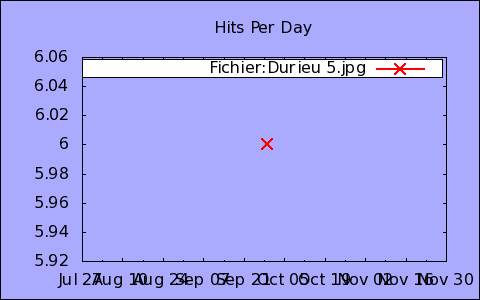 Hits Per Day
6.06
Fichier:Durieu 5.jpg
6.04
6.02
6
5.98
5.96
5.94
5.92
Jul 27 Aug 10 Aug 24 Sep 07 Sep 21 Oct 05 Oct 19 Nov 02 Nov 16 Nov 30